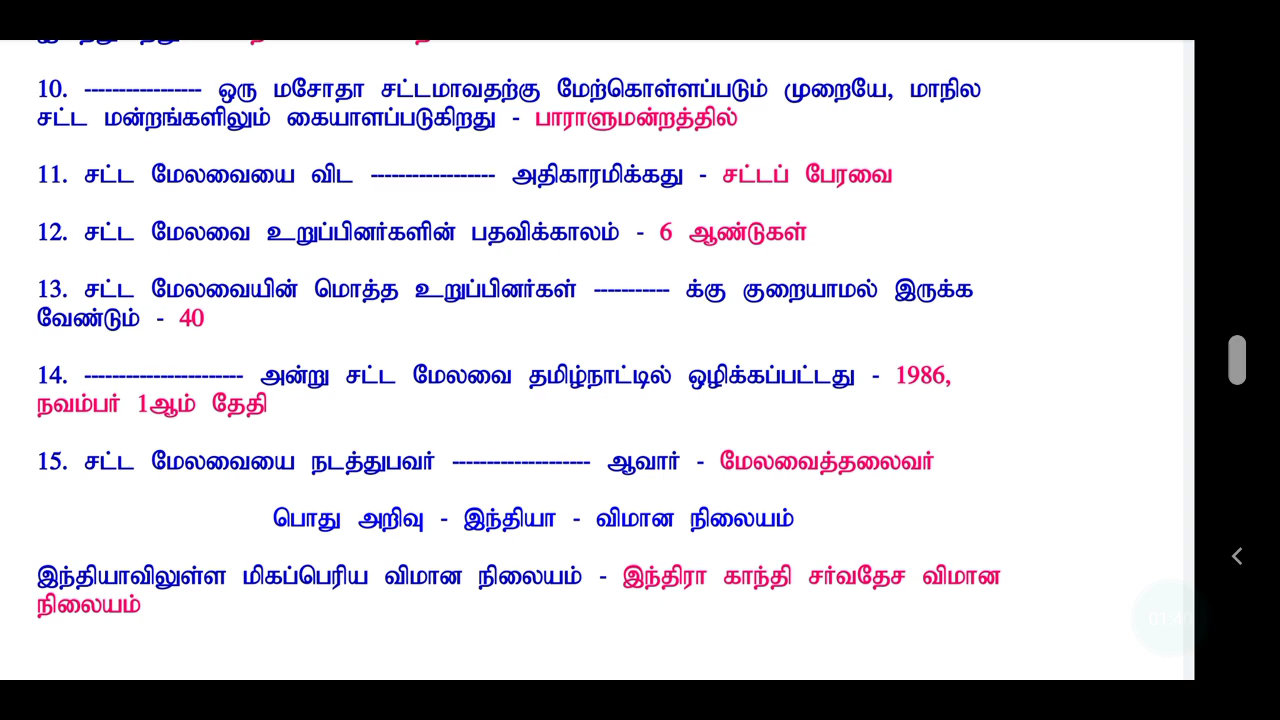 10. ----------------- ஒரு மசோதா சட்டமாவதற்கு மேற்கொள்ளப்படும் முறையே, மாநில
சட்ட மன்றங்களிலும் கையாளப்படுகிறது - பாராளுமன்றத்தில்
11. சட்ட மேலவையை விட ------------------ அதிகாரமிக்கது - சட்டப் பேரவை
12. சட்ட மேலவை உறுப்பினர்களின் பதவிக்காலம் - 6 ஆண்டுகள்
13. சட்ட மேலவையின் மொத்த உறுப்பினர்கள் ----------- க்கு குறையாமல் இருக்க
வேண்டும் - 40
14. ----------------------- அன்று சட்ட மேலவை தமிழ்நாட்டில் ஒழிக்கப்பட்டது - 1986,
நவம்பர் 1ஆம் தேதி
15. சட்ட மேலவையை நடத்துபவர் -------------------- ஆவார் - மேலவைத்தலைவர்
பொது அறிவு - இந்தியா - விமான நிலையம்
இந்தியாவிலுள்ள மிகப்பெரிய விமான நிலையம் - இந்திரா காந்தி சர்வதேச விமான
நிலையம்